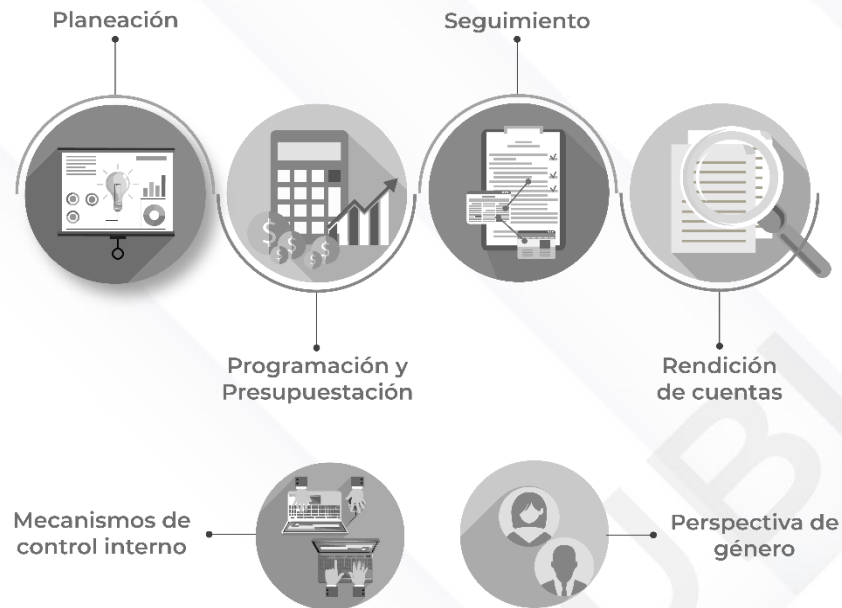 Planeación
Seguimiento
Programación y
Presupuestación
Rendición
de cuentas
Mecanismos de
control interno
Perspectiva de
género